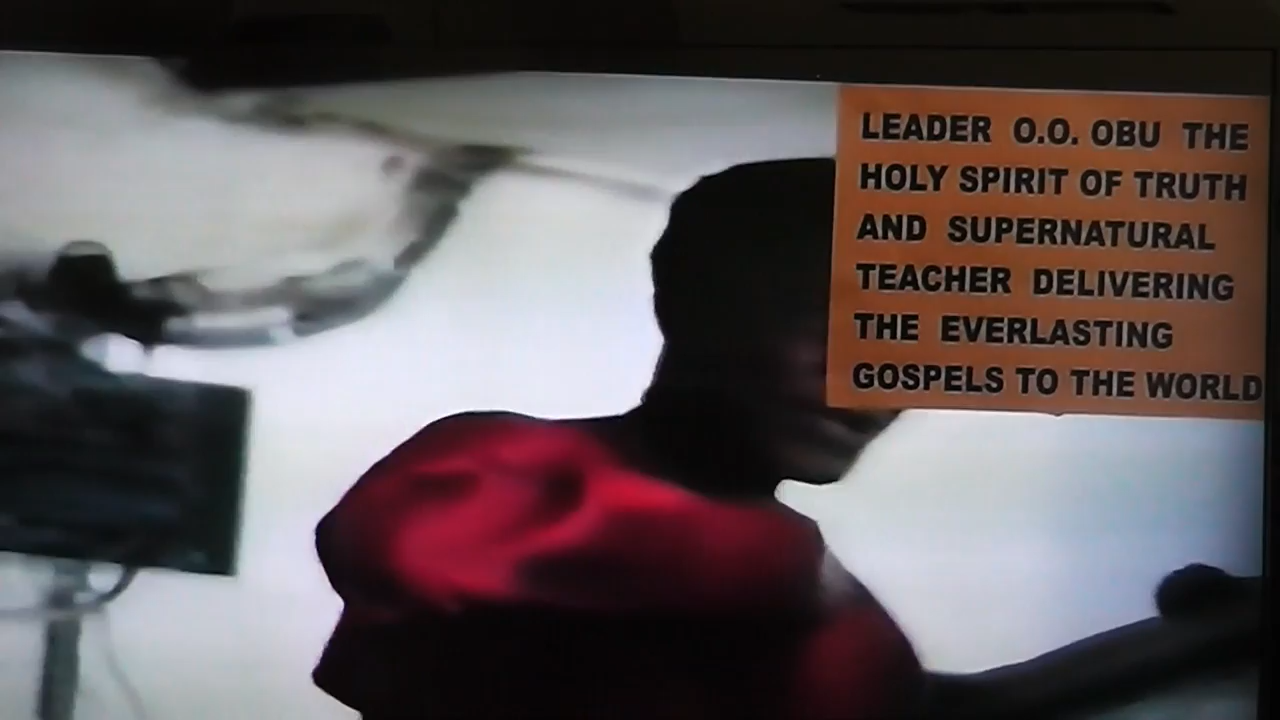 LEADER O.O. OBU THE
HOLY SPIRIT OF TRUTH
AND SUPERNATURAL
TEACHER DELIVERING
THE EVERLASTING
GOSPELS TO THE WORLD